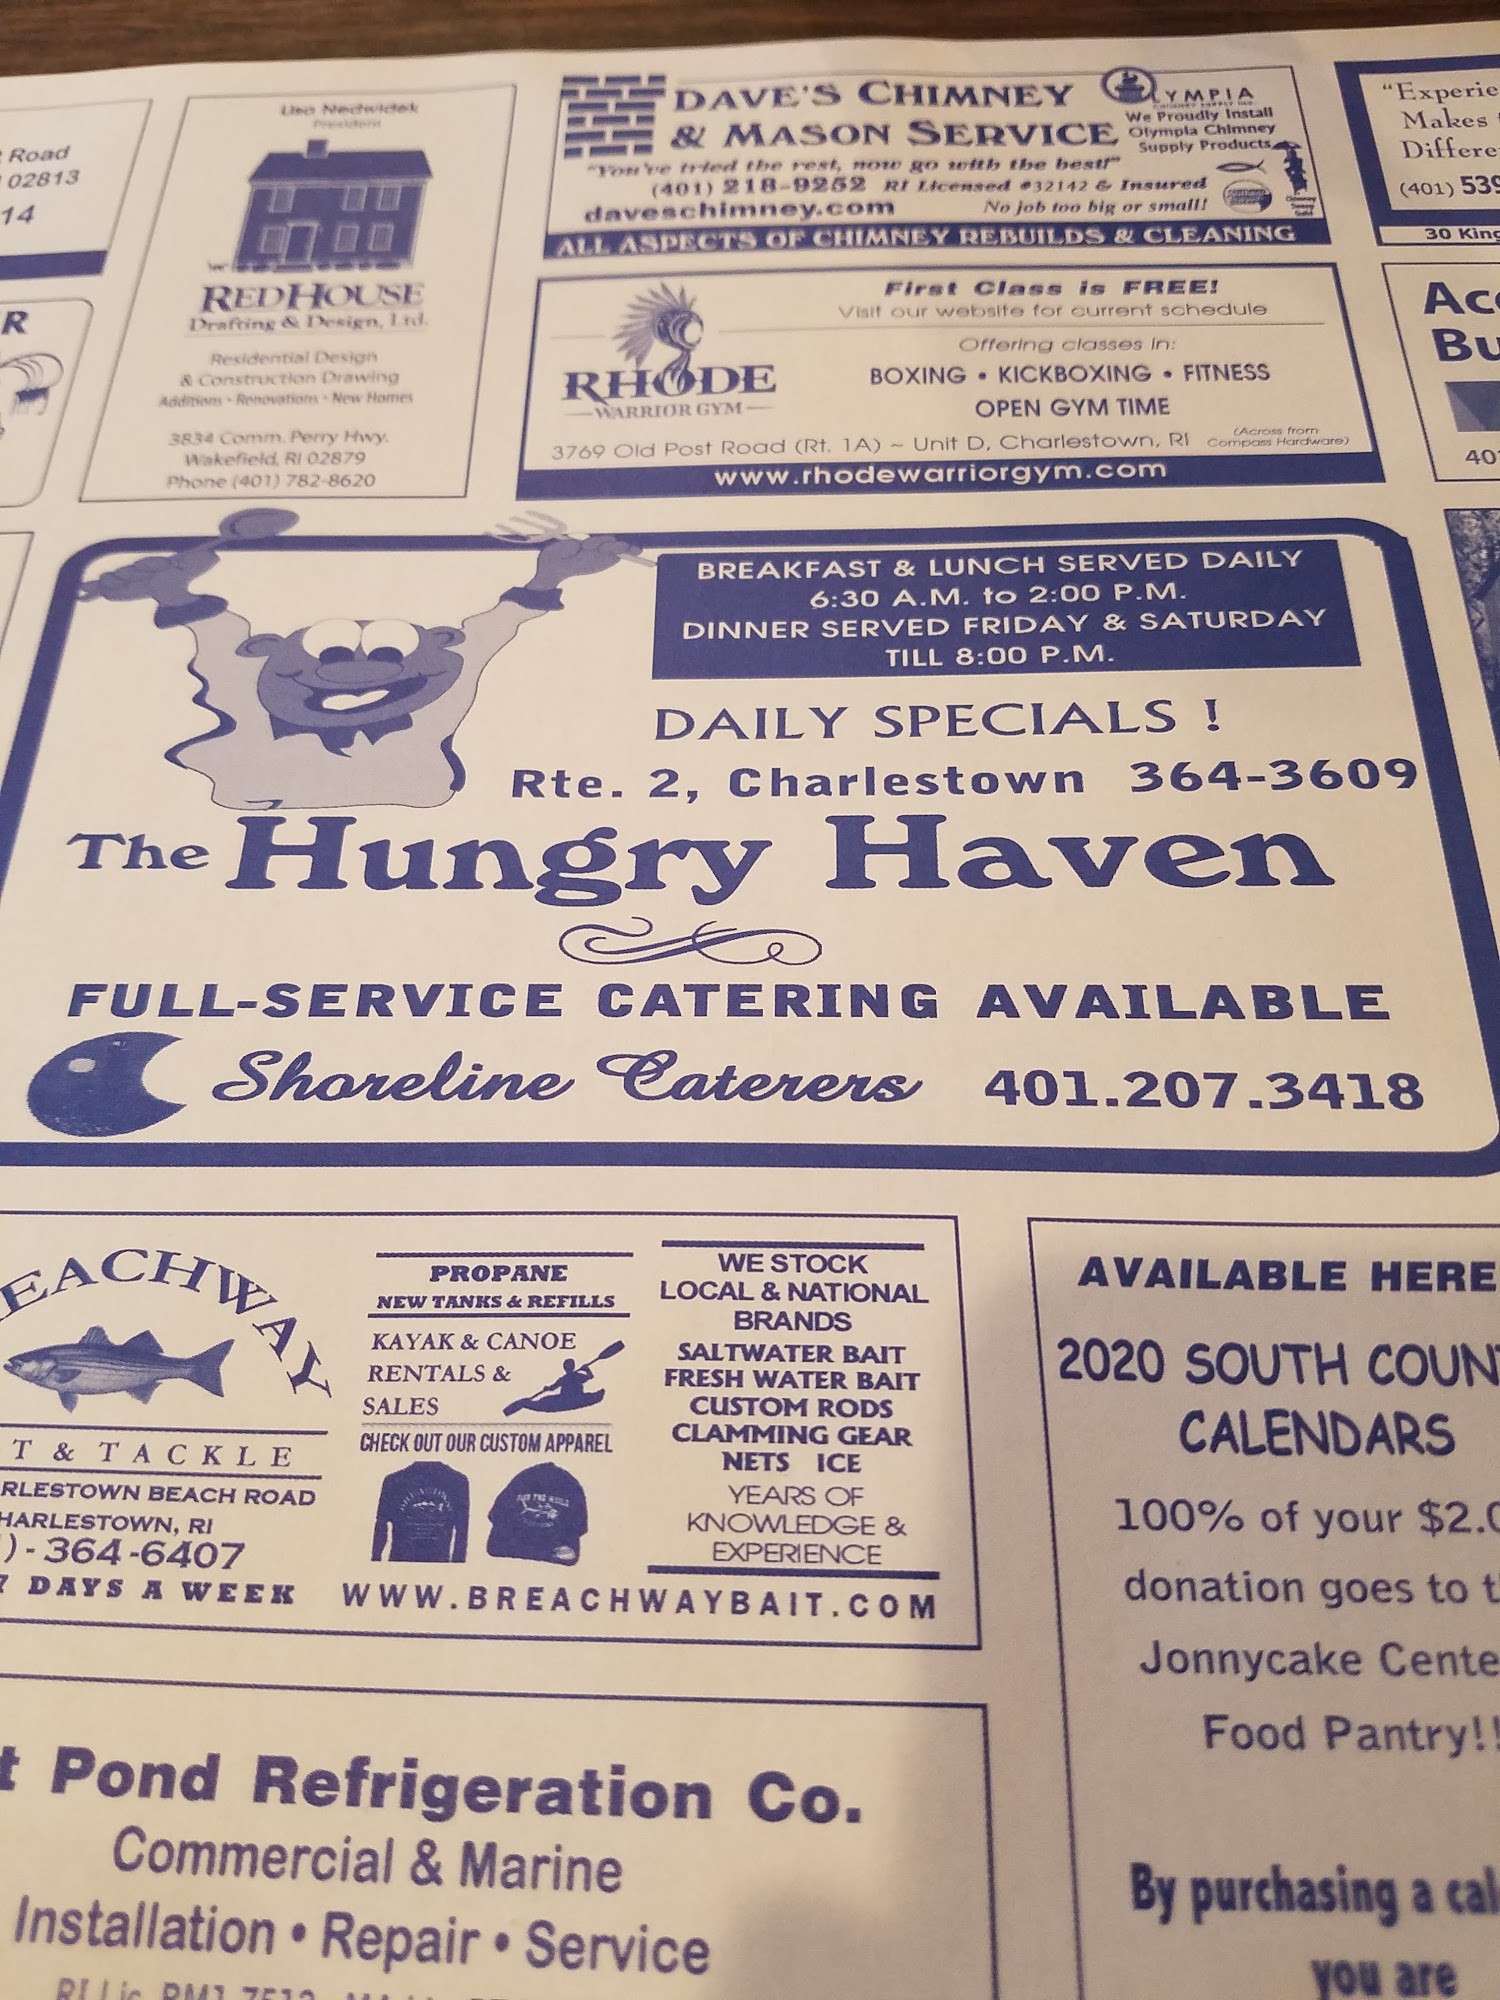 Road
02813
14
R
President
REDHOUSE
Drafting & Design, Ltd.
Residential Design
& Construction Drawing
Additions • Renovations • New Homes
3834 Comm. Perry Hwy.
Wakefield, RI 02879
Phone (401) 782-8620
DAVE'S CHIMNEY
& MASON SERVICE
OLYMPIA
We Proudly Install
Olympia Chimney
Supply Products
"You've tried the rest, now go with the best!"
(401) 218-9252 RI Licensed #32142 & Insured
daveschimney.com No job too big or small!
ALL ASPECTS OF CHIMNEY REBUILDS & CLEANING
"Experie
Makes
Differe
(401) 539
30 King
First Class is FREE!
Visit our website for current schedule
Offering classes in:
BOXING • KICKBOXING • FITNESS
OPEN GYM TIME
RHODE
WARRIOR GYM
3769 Old Post Road (Rt. 1A) ~ Unit D, Charlestown, RI (Across from
Compass Hardware)
www.rhodewarriorgym.com
Acc
Bu
40
BREAKFAST & LUNCH SERVED DAILY
6:30 A.M. to 2:00 P.M.
DINNER SERVED FRIDAY & SATURDAY
TILL 8:00 P.M.
DAILY SPECIALS !
Rte. 2, Charlestown 364-3609
The Hungry Haven
FULL-SERVICE CATERING AVAILABLE
Shoreline Caterers 401.207.3418
EACHWAY
T & TACKLE
RLESTOWN BEACH ROAD
HARLESTOWN, RI
)-364-6407
7 DAYS A WEEK
PROPANE
NEW TANKS & REFILLS
KAYAK & CANOE
RENTALS &
SALES
CHECK OUT OUR CUSTOM APPAREL
WE STOCK
LOCAL & NATIONAL
BRANDS
SALTWATER BAIT
FRESH WATER BAIT
CUSTOM RODS
CLAMMING GEAR
NETS ICE
YEARS OF
KNOWLEDGE &
EXPERIENCE
WWW.BREACHWAYBAIT.COM
AVAILABLE HERE
2020 SOUTH COUNT
CALENDARS
100% of your $2.0
donation goes to t
Jonnycake Cente
Food Pantry!!
By purchasing a cal
you are
t Pond Refrigeration Co.
Commercial & Marine
Installation • Repair • Service